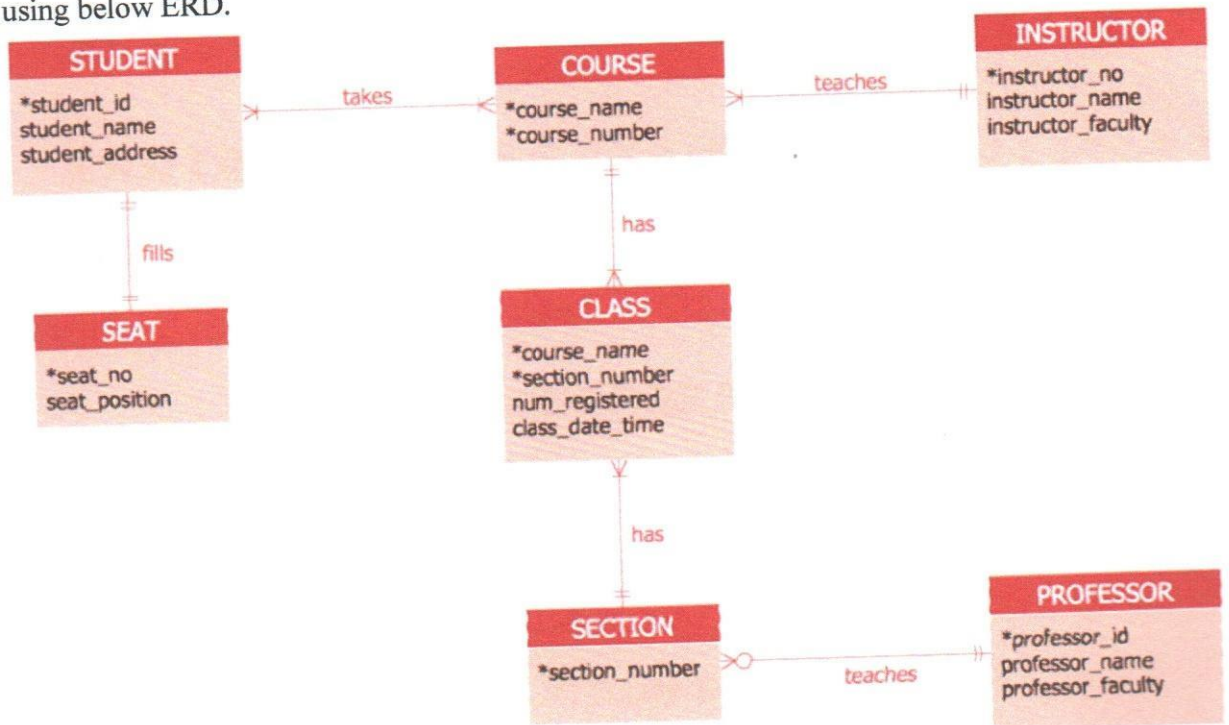 using below ERD.
STUDENT
*student_id
student_name
student_address
takes
COURSE
*course_name
*course_number
teaches
INSTRUCTOR
*instructor_no
instructor_name
instructor_faculty
fills
has
SEAT
*seat_no
seat_position
CLASS
*course_name
*section_number
num_registered
class_date_time
has
SECTION
*section_number
teaches
PROFESSOR
*professor_id
professor_name
professor_faculty